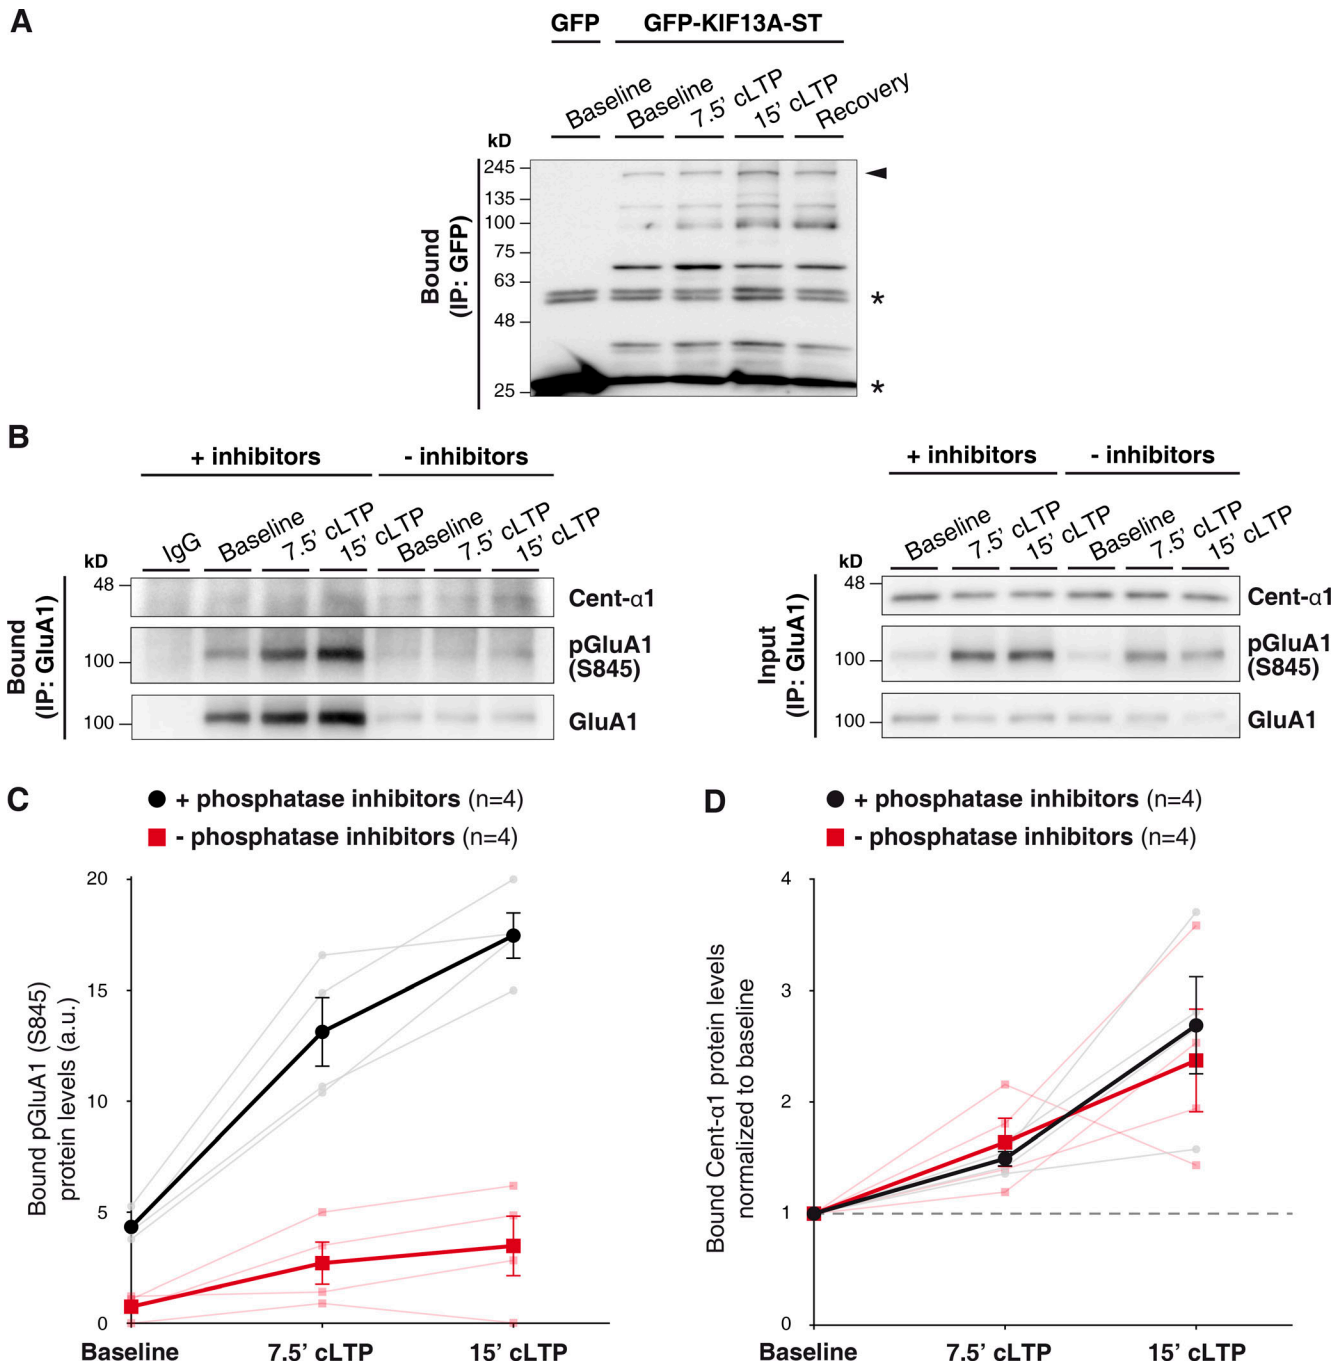 A
GFP GFP-KIF13A-ST
Baseline Baseline 7.5’ cLTP 15’ cLTP Recovery
kD
245
135
100
75
63
48
25
Bound
(IP: GFP)
*
*
B
+ inhibitors - inhibitors
IgG Baseline 7.5’ cLTP 15’ cLTP Baseline 7.5’ cLTP 15’ cLTP
kD
48 Cent-α1
100 pGluA1
(S845)
100 GluA1
Bound
(IP: GluA1)
+ inhibitors - inhibitors
Baseline 7.5’ cLTP 15’ cLTP Baseline 7.5’ cLTP 15’ cLTP
kD
48 Cent-α1
100 pGluA1
(S845)
100 GluA1
Input
(IP: GluA1)
C
+ phosphatase inhibitors (n=4)
- phosphatase inhibitors (n=4)
Bound pGluA1 (S845)
protein levels (a.u.)
20
15
10
5
0
Baseline 7.5’ cLTP 15’ cLTP
D
+ phosphatase inhibitors (n=4)
- phosphatase inhibitors (n=4)
Bound Cent-α1 protein levels
normalized to baseline
4
3
2
1
0
Baseline 7.5’ cLTP 15’ cLTP